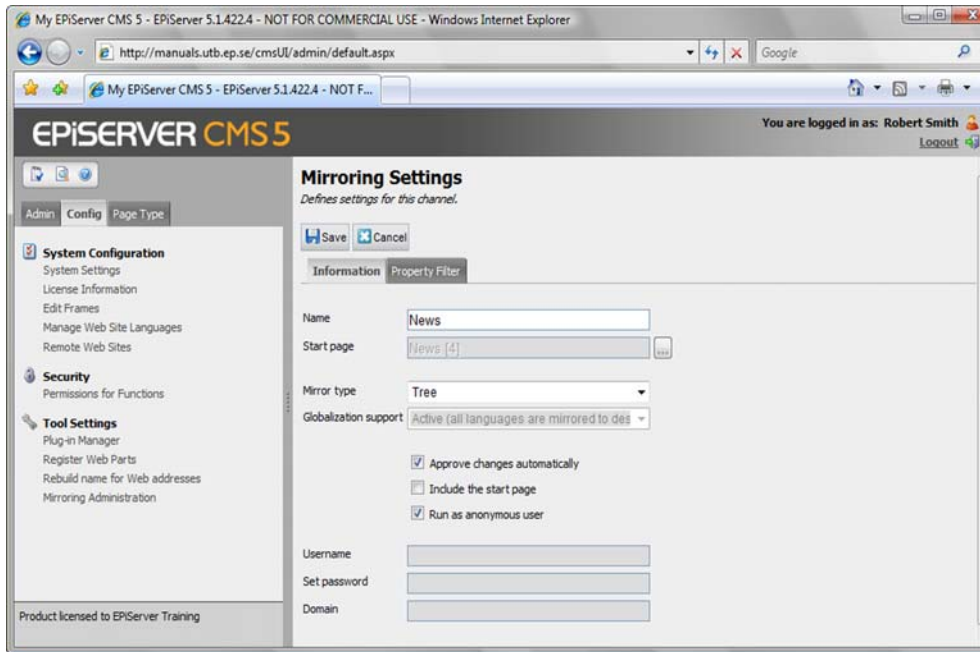 My EPiServer CMS 5 - EPiServer 5.1.422.4 - NOT FOR COMMERCIAL USE - Windows Internet Explorer
http://manuals.utb.ep.se/cmsUI/admin/default.aspx
Google
My EPiServer CMS 5 - EPiServer 5.1.422.4 - NOT F...
EPiSERVER CMS 5
You are logged in as: Robert Smith
Logout
Admin Config Page Type
System Configuration
System Settings
License Information
Edit Frames
Manage Web Site Languages
Remote Web Sites
Security
Permissions for Functions
Tool Settings
Plug-in Manager
Register Web Parts
Rebuild name for Web addresses
Mirroring Administration
Product licensed to EPiServer Training
Mirroring Settings
Defines settings for this channel.
Save Cancel
Information Property Filter
Name News
Start page News [4] ...
Mirror type Tree
Globalization support Active (all languages are mirrored to des
Approve changes automatically
Include the start page
Run as anonymous user
Username
Set password
Domain